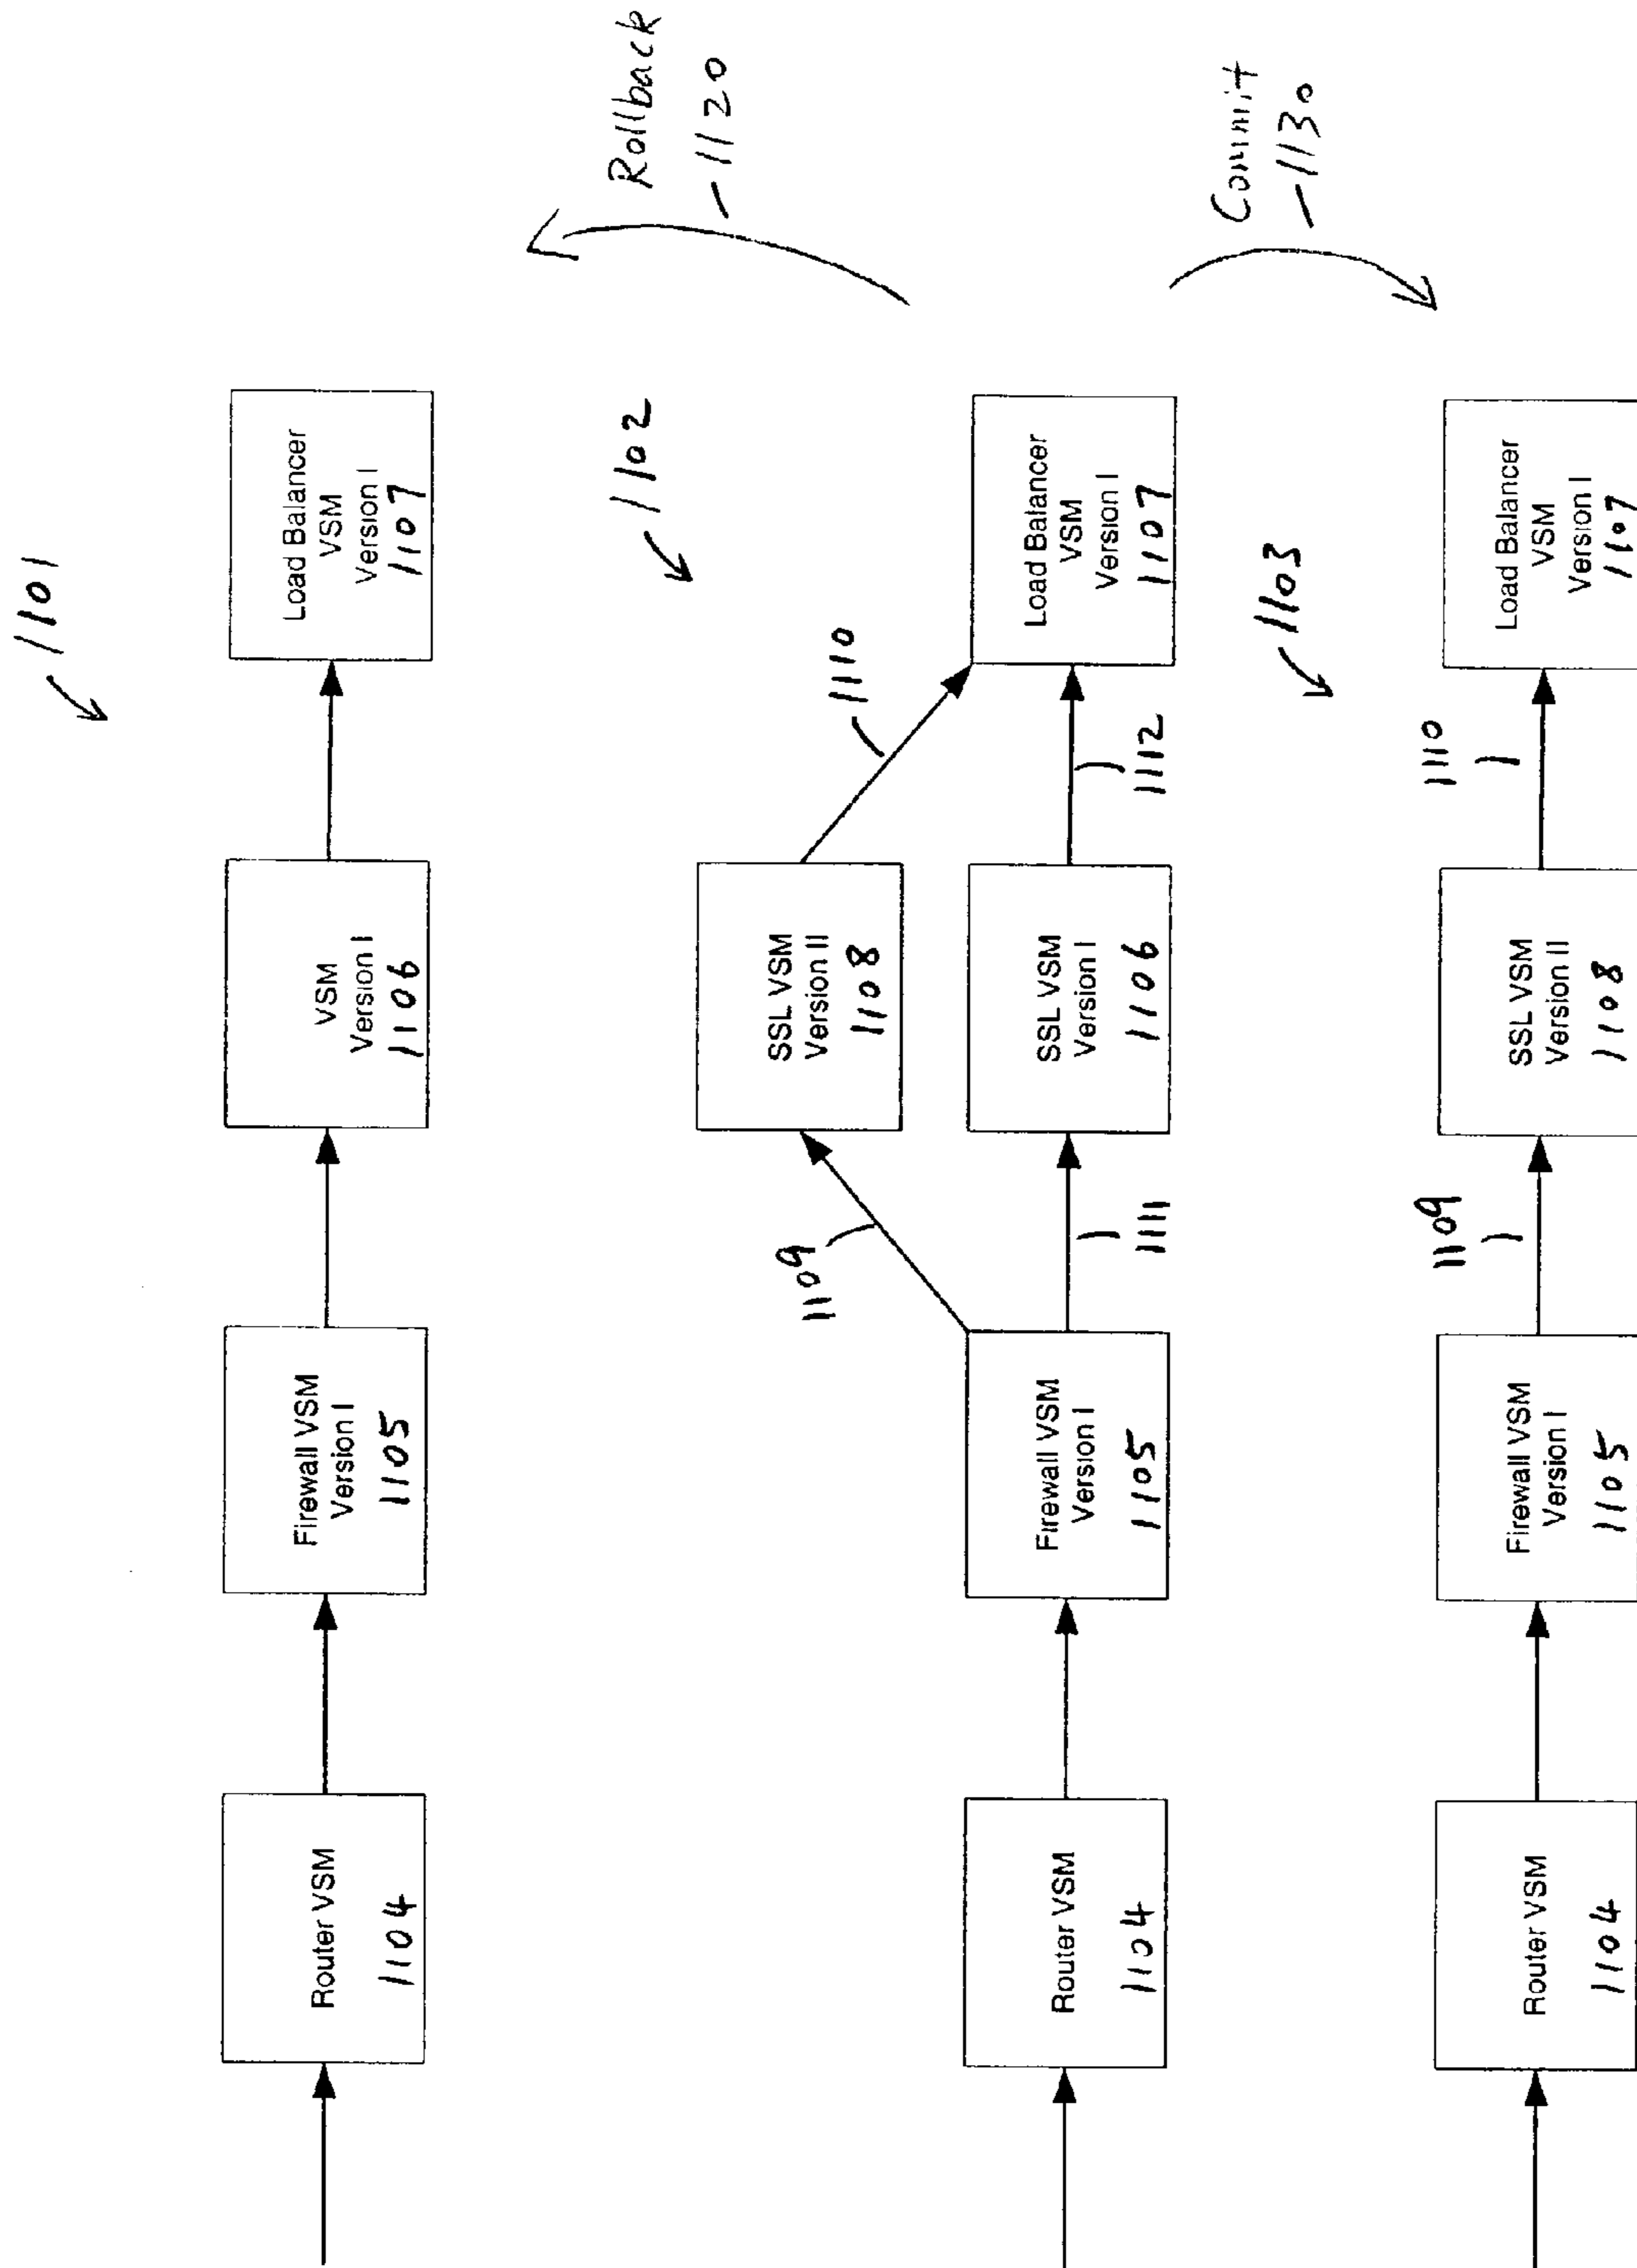 1101
Router VSM
1104
Firewall VSM
Version I
1105
VSM
Version I
1106
Load Balancer
VSM
Version I
1107
Rollback
1120
1102
1109
SSL VSM
Version II
1108
1110
Router VSM
1104
Firewall VSM
Version I
1105
1111
SSL VSM
Version I
1106
1112
Load Balancer
VSM
Version I
1107
Commit
1130
1103
Router VSM
1104
Firewall VSM
Version I
1105
1109
SSL VSM
Version II
1108
1110
Load Balancer
VSM
Version I
1107